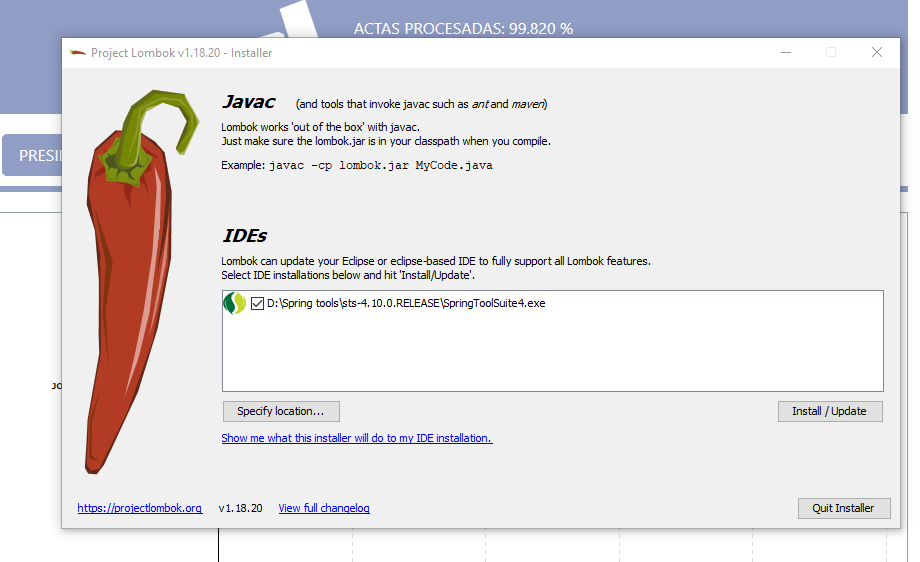 ACTAS PROCESADAS: 99.820 %
Project Lombok v1.18.20 - Installer
Javac (and tools that invoke javac such as ant and maven)
Lombok works 'out of the box' with javac.
Just make sure the lombok.jar is in your classpath when you compile.
Example: javac -cp lombok.jar MyCode.java
PRESI
IDEs
Lombok can update your Eclipse or eclipse-based IDE to fully support all Lombok features.
Select IDE installations below and hit 'Install/Update'.
D:\Spring tools\sts-4.10.0.RELEASE\SpringToolSuite4.exe
JO
Specify location...
Install / Update
Show me what this installer will do to my IDE installation.
https://projectlombok.org
v1.18.20
View full changelog
Quit Installer